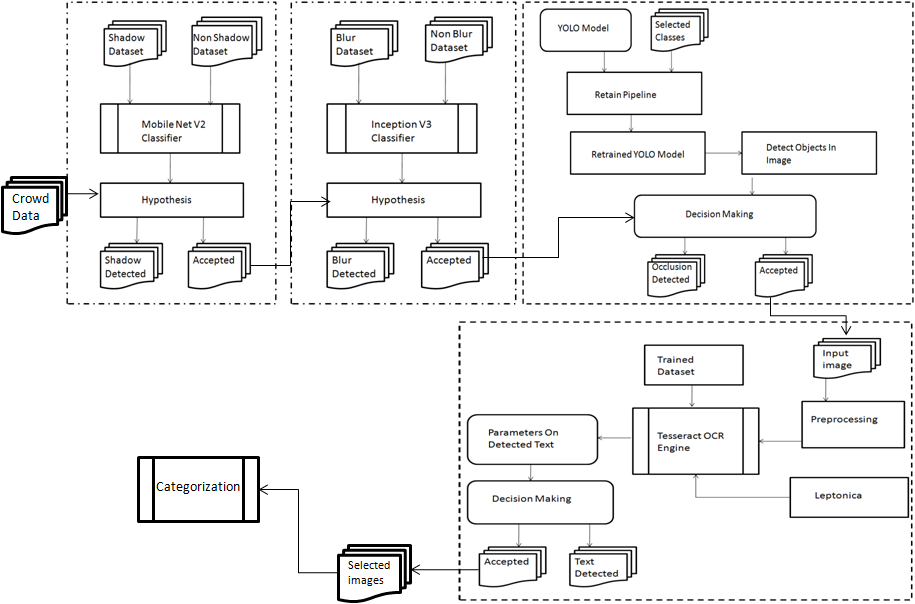 Shadow
Dataset
Non Shadow
Dataset
Mobile Net V2
Classifier
Crowd
Data
Hypothesis
Shadow
Detected
Accepted
Blur
Dataset
Non Blur
Dataset
Inception V3
Classifier
Hypothesis
Blur
Detected
Accepted
YOLO Model
Selected
Classes
Retain Pipeline
Retrained YOLO Model
Detect Objects In
Image
Decision Making
Occlusion
Detected
Accepted
Input
image
Trained
Dataset
Preprocessing
Tesseract OCR
Engine
Parameters On
Detected Text
Leptonica
Decision Making
Accepted
Text
Detected
Selected
images
Categorization